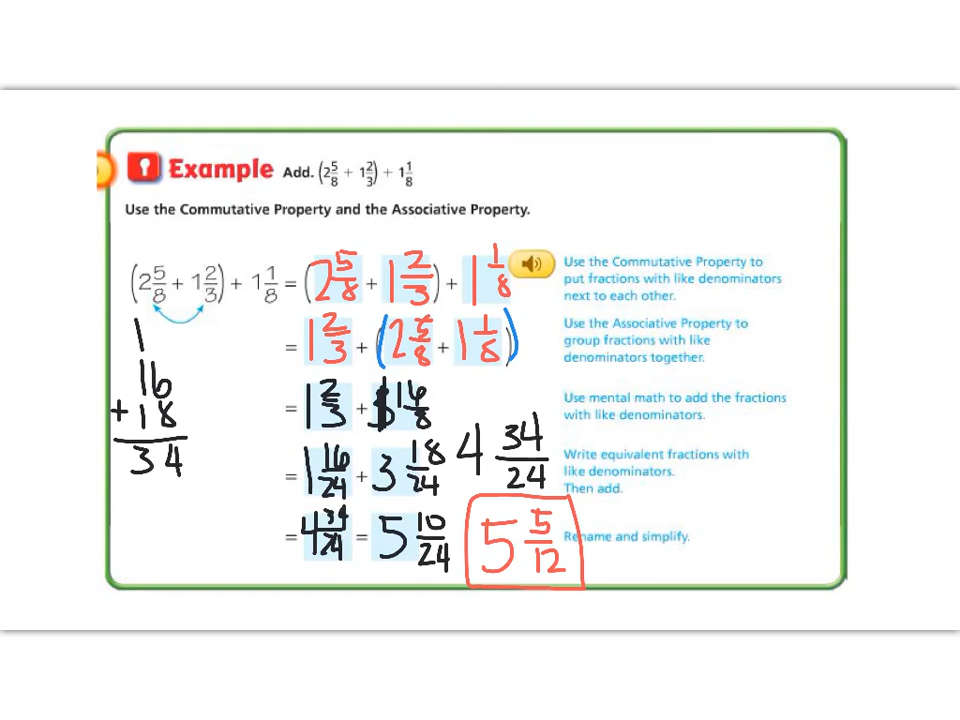 Example Add. (2 5/8 + 1 2/3) + 1 1/8
Use the Commutative Property and the Associative Property.
(2 5/8 + 1 2/3) + 1 1/8 = (2 5/8 + 1 2/3) + 1 1/8
Use the Commutative Property to
put fractions with like denominators
next to each other.
= 1 2/3 + (2 5/8 + 1 1/8)
Use the Associative Property to
group fractions with like
denominators together.
1
16
+ 18
34
= 1 2/3 +
Use mental math to add the fractions
with like denominators.
= 1 16/24 + 3 18/24
4 34/24
Write equivalent fractions with
like denominators.
Then add.
= 4 34/24 = 5 10/24
5 5/12
Rename and simplify.